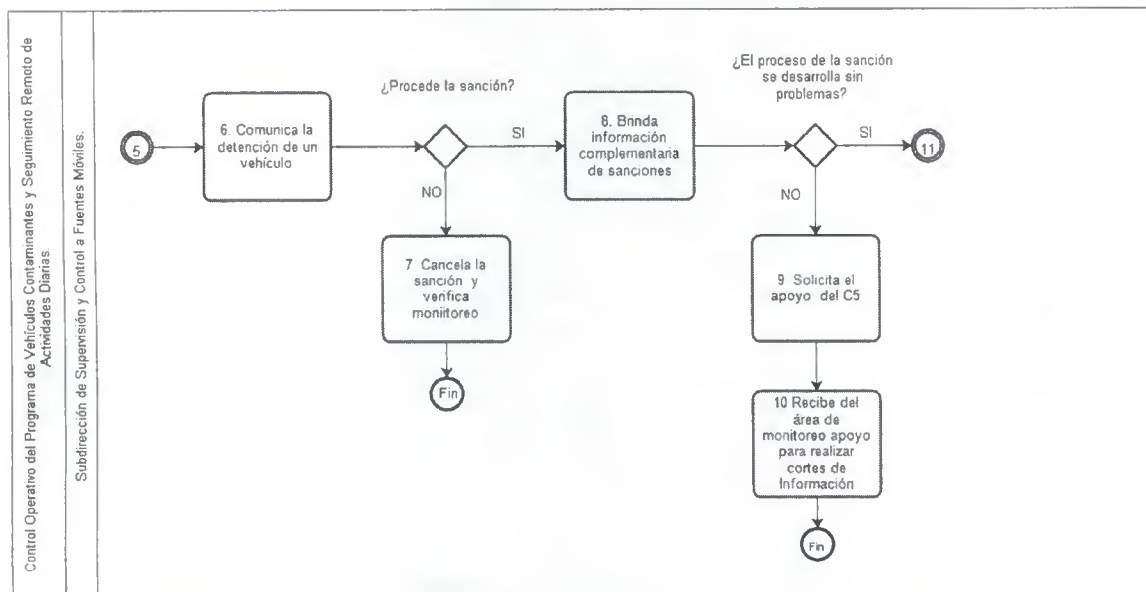 Control Operativo del Programa de Vehículos Contaminantes y Seguimiento Remoto de
Actividades Diarias.
Subdirección de Supervisión y Control a Fuentes Móviles.
5
6. Comunica la
detención de un
vehículo
¿Procede la sanción?
SI
NO
7 Cancela la
sanción y
verifica
moniitoreo
Fin
8. Brinda
información
complementaria
de sanciones
¿El proceso de la sanción
se desarrolla sin
problemas?
SI
11
NO
9 Solicita el
apoyo del C5
10 Recibe del
área de
monitoreo apoyo
para realizar
cortes de
Información
Fin